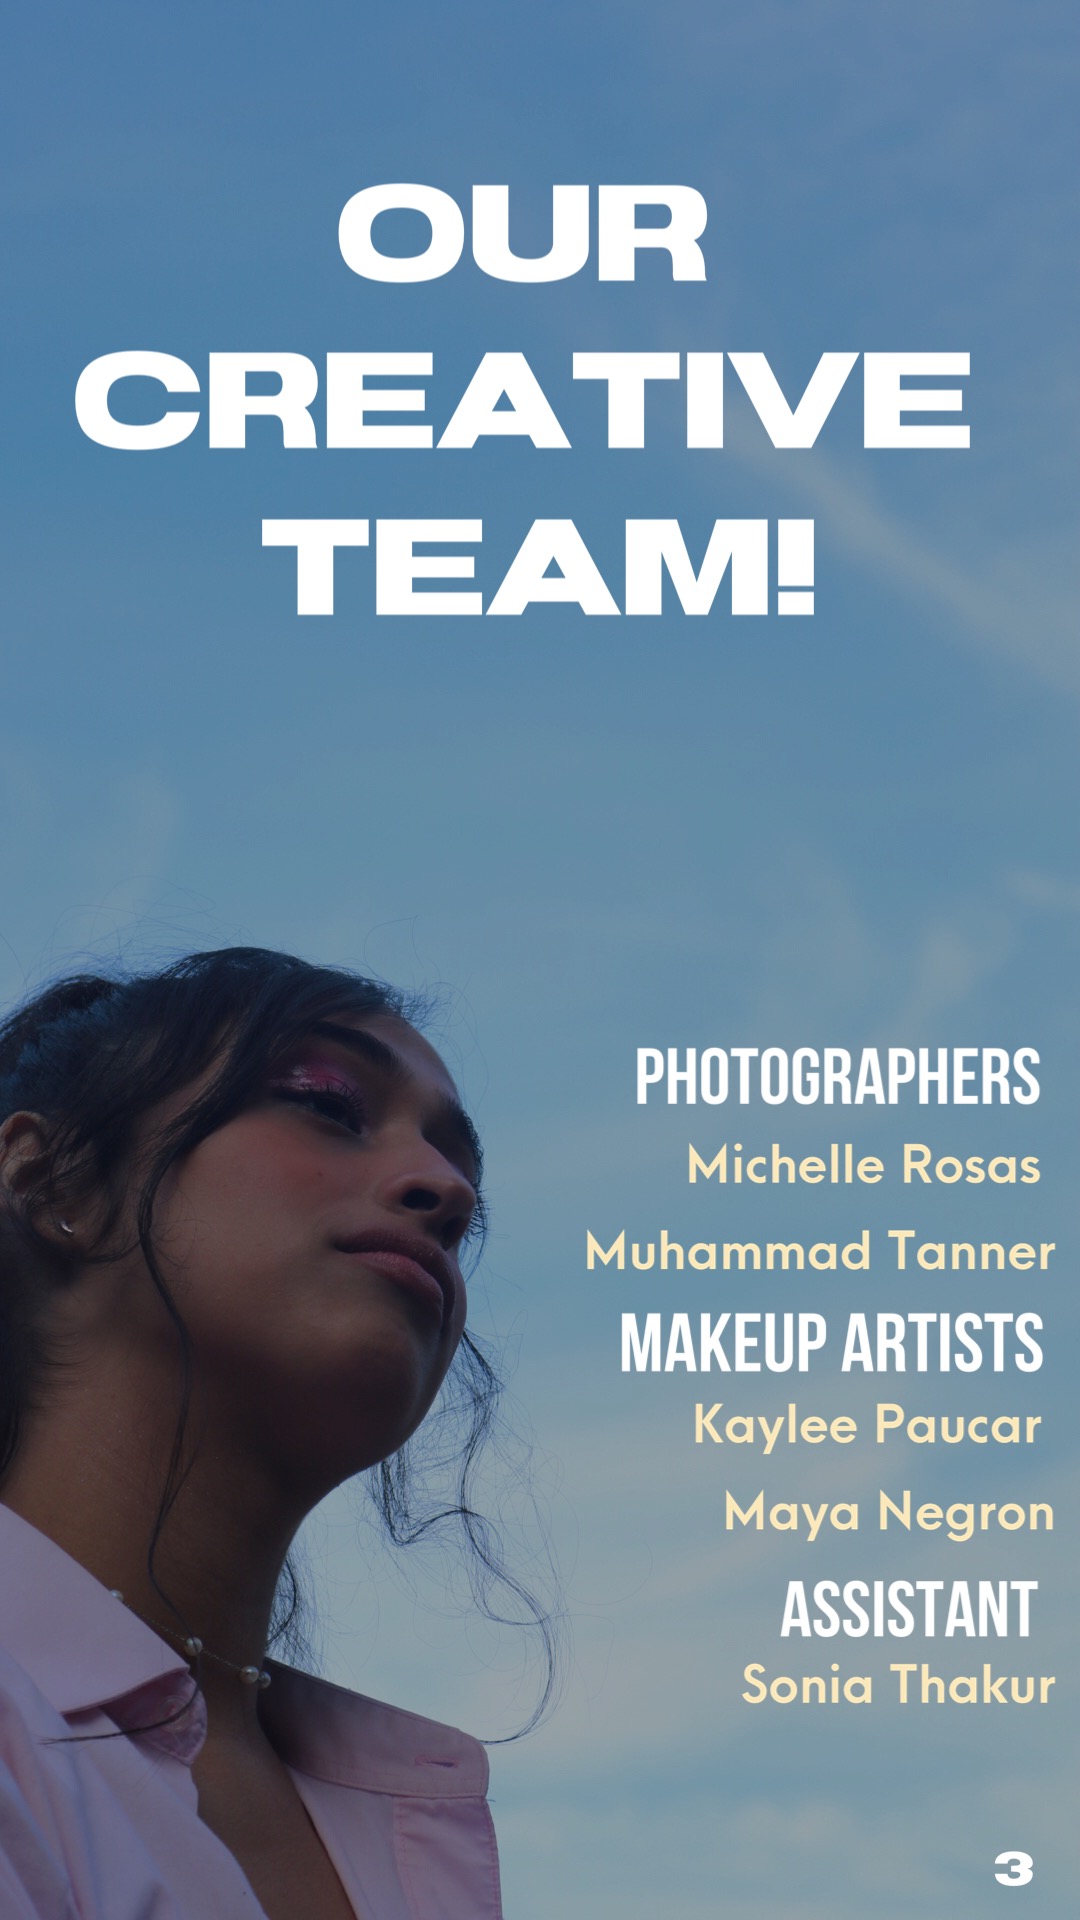 OUR
CREATIVE
TEAM!
PHOTOGRAPHERS
Michelle Rosas
Muhammad Tanner
MAKEUP ARTISTS
Kaylee Paucar
Maya Negron
ASSISTANT
Sonia Thakur
3